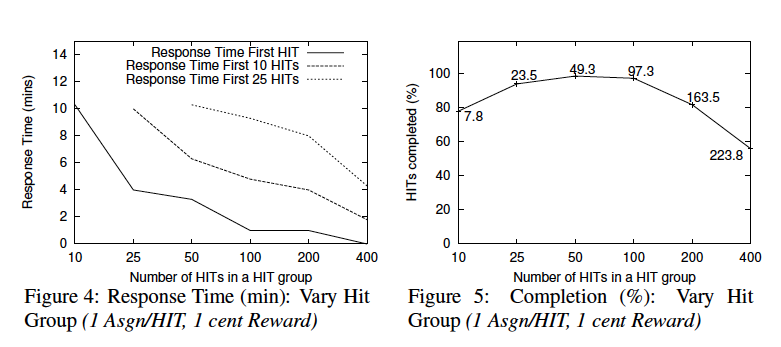 14
12
10
8
6
4
2
0
Response Time (mins)
Response Time First HIT
Response Time First 10 HITs
Response Time First 25 HITs
10 25 50 100 200 400
Number of HITs in a HIT group
Figure 4: Response Time (min): Vary Hit
Group (1 Asgn/HIT, 1 cent Reward)
100
80
60
40
20
0
HITs completed (%)
7.8
23.5
49.3
97.3
163.5
223.8
10 25 50 100 200 400
Number of HITs in a HIT group
Figure 5: Completion (%): Vary Hit
Group (1 Asgn/HIT, 1 cent Reward)